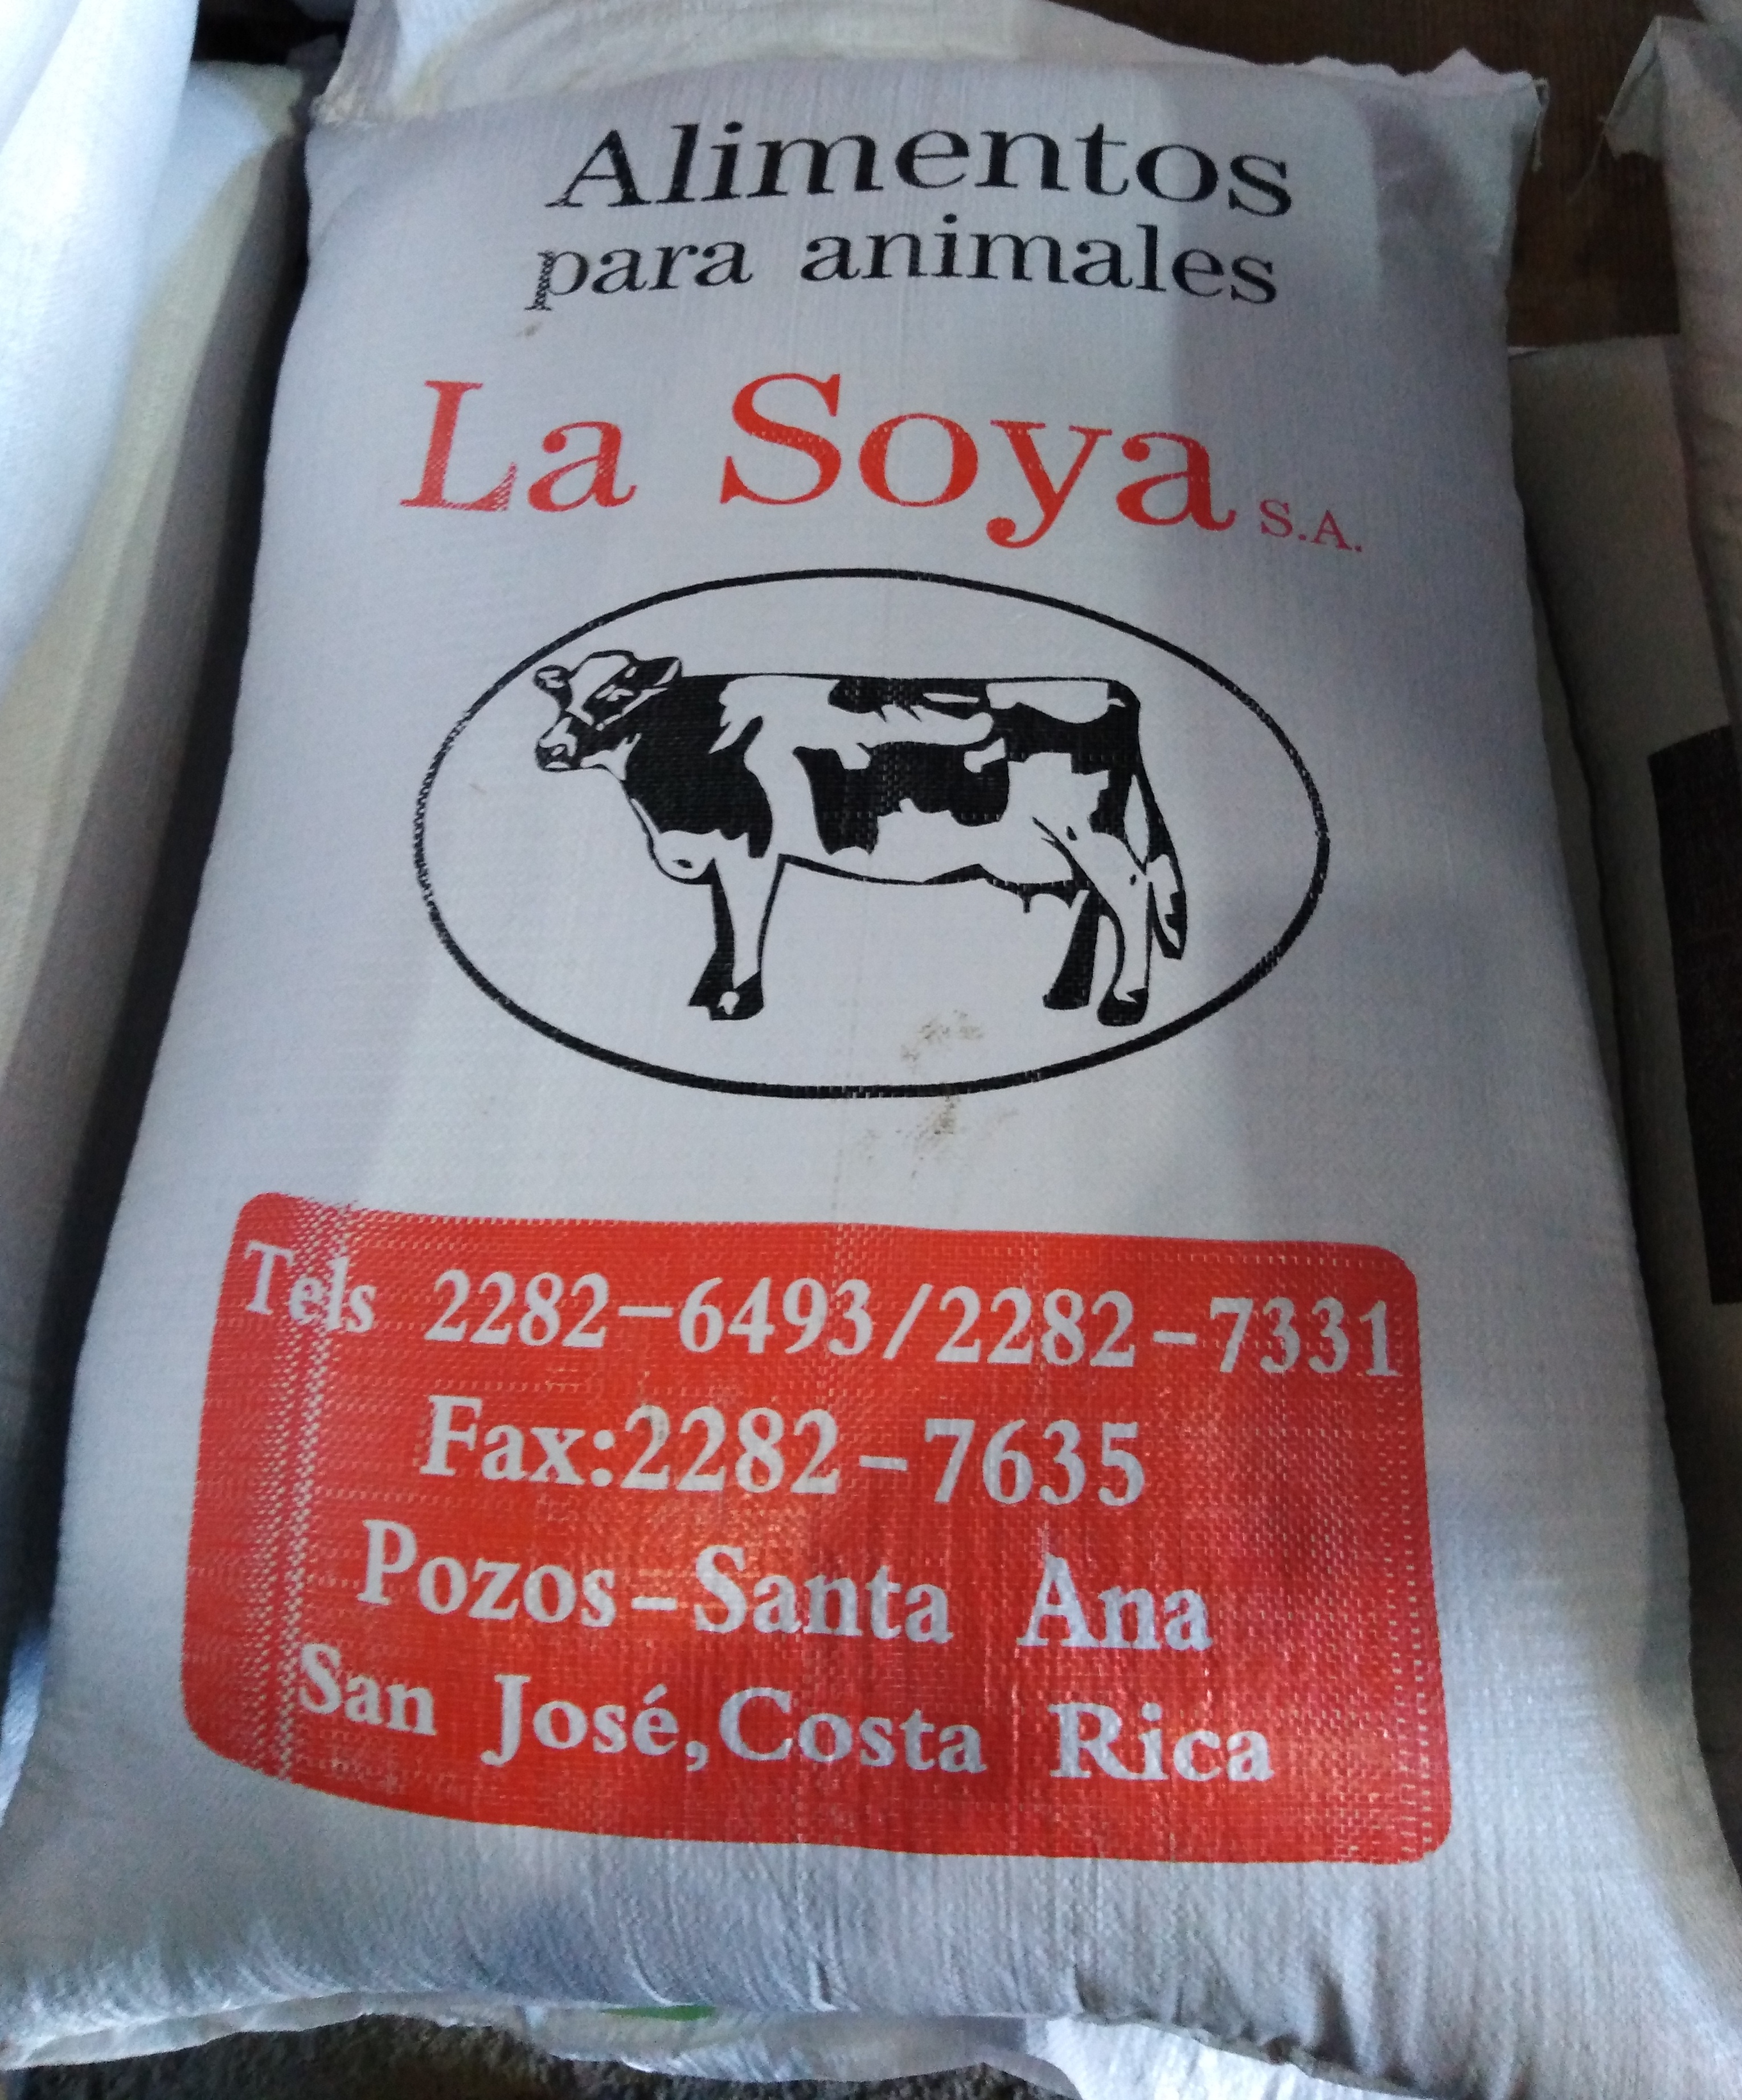 Alimentos
para animales
La Soya S.A.
Tels 2282-6493/2282-7331
Fax:2282-7635
Pozos-Santa Ana
San José,Costa Rica